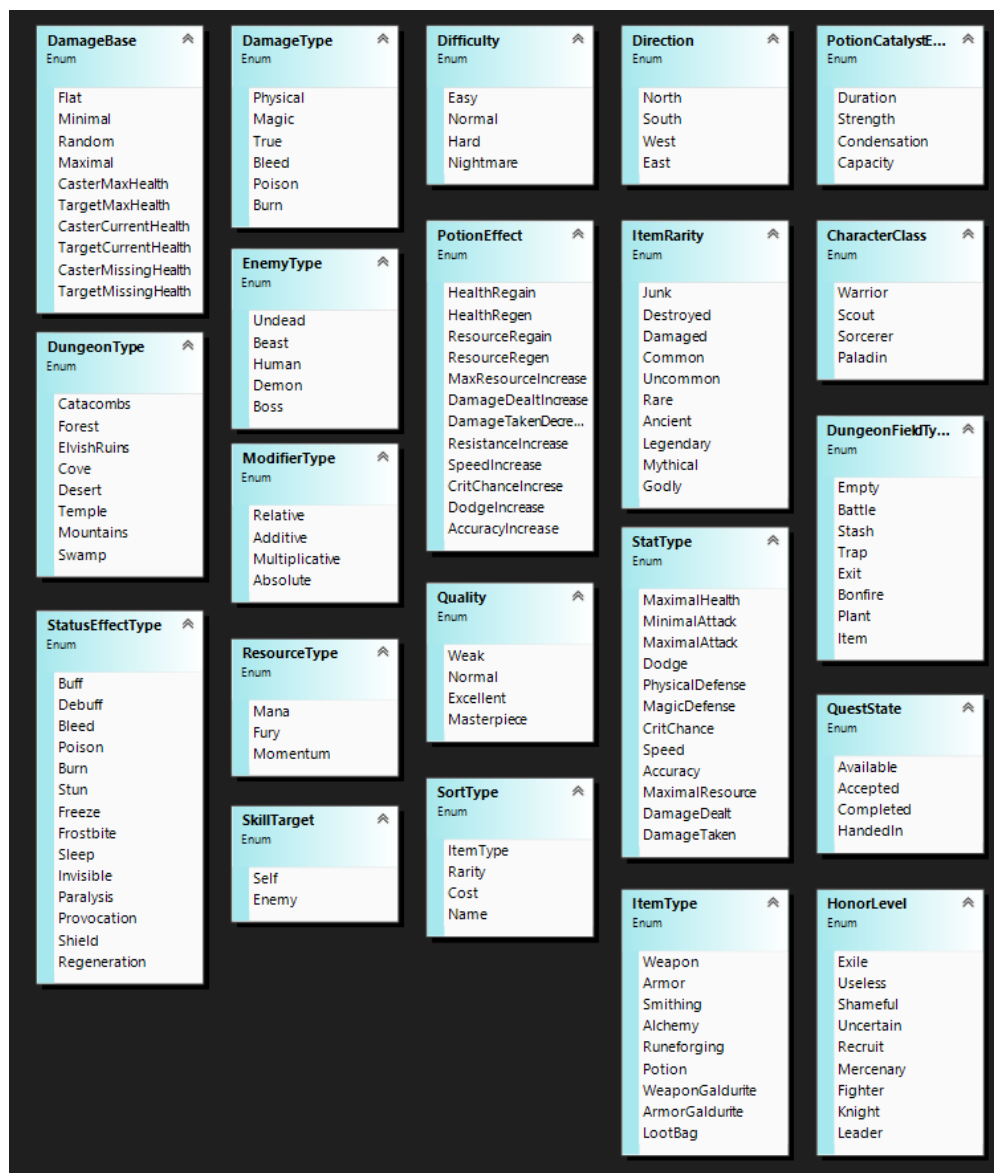 DamageBase
Enum
Flat
Minimal
Random
Maximal
CasterMaxHealth
TargetMaxHealth
CasterCurrentHealth
TargetCurrentHealth
CasterMissingHealth
TargetMissingHealth
DungeonType
Enum
Catacombs
Forest
ElvishRuins
Cove
Desert
Temple
Mountains
Swamp
StatusEffectType
Enum
Buff
Debuff
Bleed
Poison
Burn
Stun
Freeze
Frostbite
Sleep
Invisible
Paralysis
Provocation
Shield
Regeneration
DamageType
Enum
Physical
Magic
True
Bleed
Poison
Burn
EnemyType
Enum
Undead
Beast
Human
Demon
Boss
ModifierType
Enum
Relative
Additive
Multiplicative
Absolute
ResourceType
Enum
Mana
Fury
Momentum
SkillTarget
Enum
Self
Enemy
Difficulty
Enum
Easy
Normal
Hard
Nightmare
PotionEffect
Enum
HealthRegain
HealthRegen
ResourceRegain
ResourceRegen
MaxResourceIncrease
DamageDealtIncrease
DamageTakenDecre...
ResistanceIncrease
SpeedIncrease
CritChanceIncrese
DodgeIncrease
AccuracyIncrease
Quality
Enum
Weak
Normal
Excellent
Masterpiece
SortType
Enum
ItemType
Rarity
Cost
Name
Direction
Enum
North
South
West
East
ItemRarity
Enum
Junk
Destroyed
Damaged
Common
Uncommon
Rare
Ancient
Legendary
Mythical
Godly
StatType
Enum
MaximalHealth
MinimalAttack
MaximalAttack
Dodge
PhysicalDefense
MagicDefense
CritChance
Speed
Accuracy
MaximalResource
DamageDealt
DamageTaken
ItemType
Enum
Weapon
Armor
Smithing
Alchemy
Runeforging
Potion
WeaponGaldurite
ArmorGaldurite
LootBag
PotionCatalystE...
Enum
Duration
Strength
Condensation
Capacity
CharacterClass
Enum
Warrior
Scout
Sorcerer
Paladin
DungeonFieldTy...
Enum
Empty
Battle
Stash
Trap
Exit
Bonfire
Plant
Item
QuestState
Enum
Available
Accepted
Completed
HandedIn
HonorLevel
Enum
Exile
Useless
Shameful
Uncertain
Recruit
Mercenary
Fighter
Knight
Leader